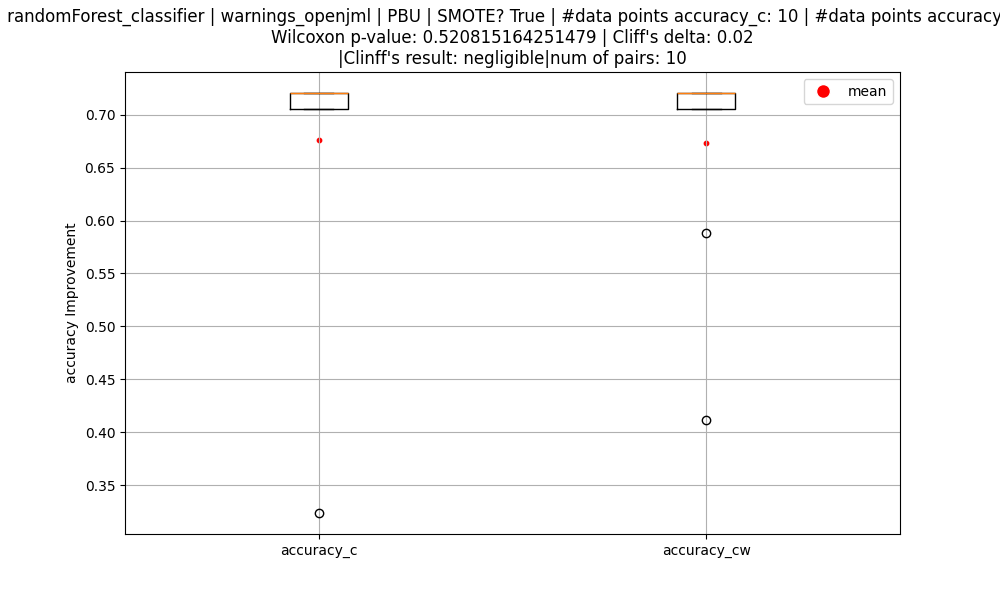 randomForest_classifier | warnings_openjml | PBU | SMOTE? True | #data points accuracy_c: 10 | #data points accuracy
Wilcoxon p-value: 0.520815164251479 | Cliff's delta: 0.02
|Clinff's result: negligible|num of pairs: 10
mean
0.70
0.65
0.60
0.55
0.50
0.45
0.40
0.35
accuracy Improvement
accuracy_c
accuracy_cw